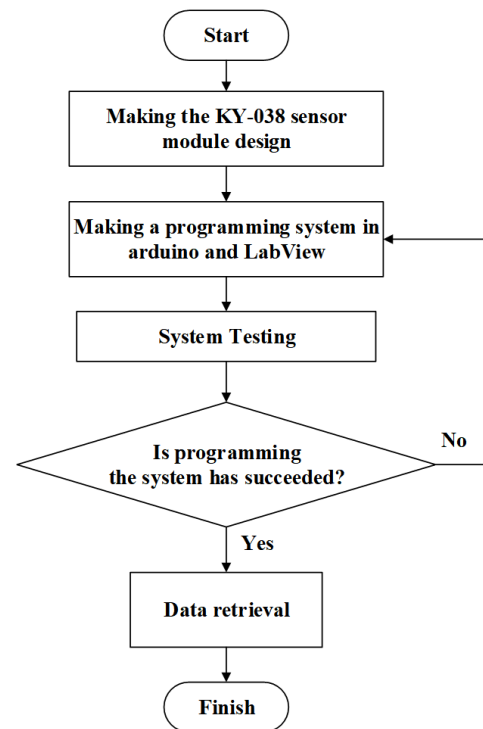 Start
Making the KY-038 sensor
module design
Making a programming system in
arduino and LabView
System Testing
Is programming
the system has succeeded?
No
Yes
Data retrieval
Finish